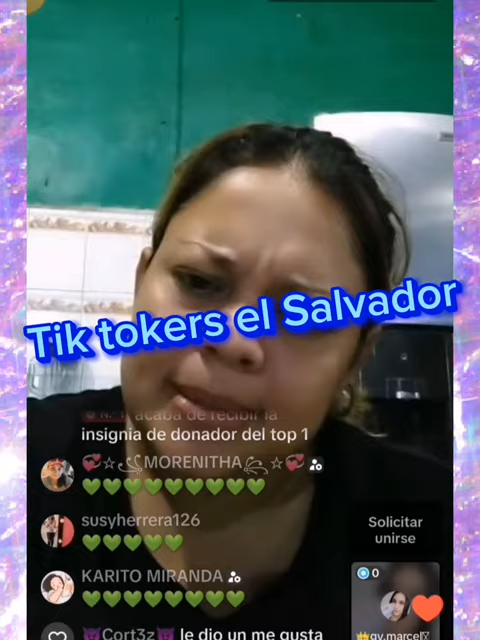 Tik tokers el Salvador
acaba de recibir la
insignia de donador del top 1
MORENITHA
💚💚💚💚💚💚💚💚💚
susyherrera126
💚💚💚💚💚
KARITO MIRANDA
💚💚💚💚💚💚💚💚
Solicitar
unirse
0
Cort3z😈 le dio un me gusta